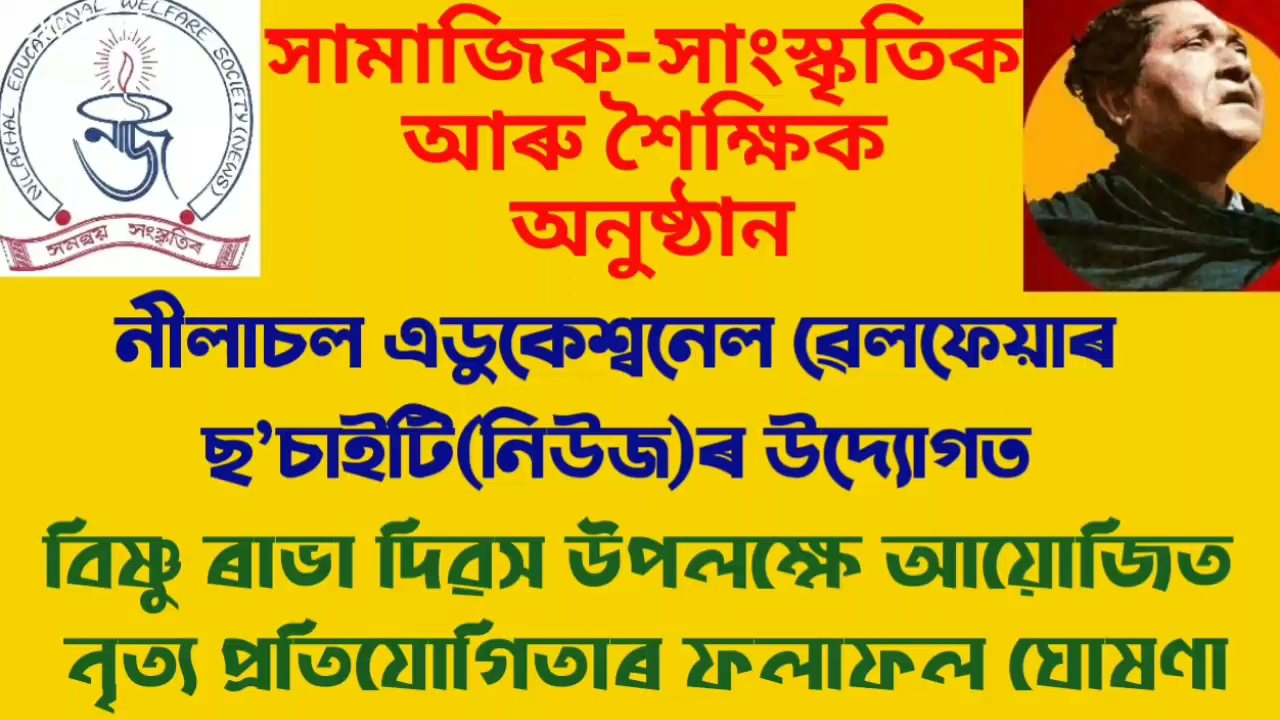 NILACHAL EDUCATIONAL WELFARE SOCIETY (NEWS)
সমন্বয় সংস্কৃতিৰ
সামাজিক-সাংস্কৃতিক
আৰু শৈক্ষিক
অনুষ্ঠান
নীলাচল এডুকেশ্বনেল ৱেলফেয়াৰ
ছ’চাইটি(নিউজ)ৰ উদ্যোগত
বিষ্ণু ৰাভা দিৱস উপলক্ষে আয়োজিত
নৃত্য প্ৰতিযোগিতাৰ ফলাফল ঘোষণা